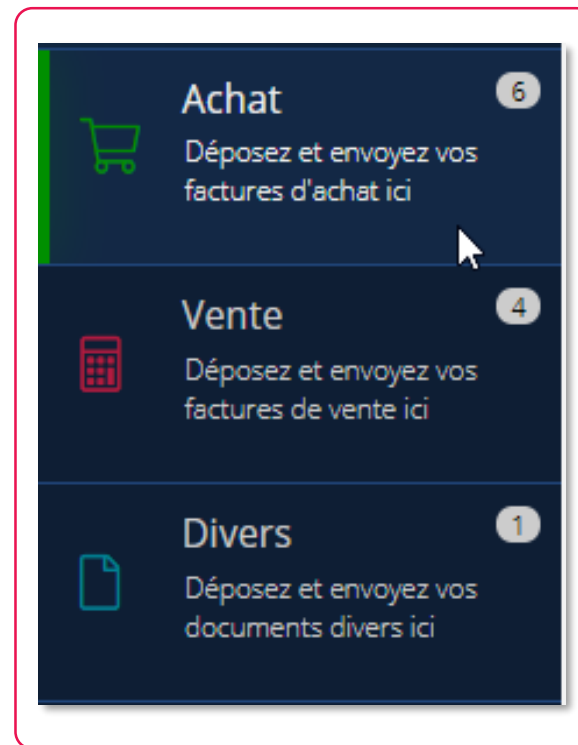 Achat
6
Déposez et envoyez vos
factures d'achat ici
Vente
4
Déposez et envoyez vos
factures de vente ici
Divers
1
Déposez et envoyez vos
documents divers ici